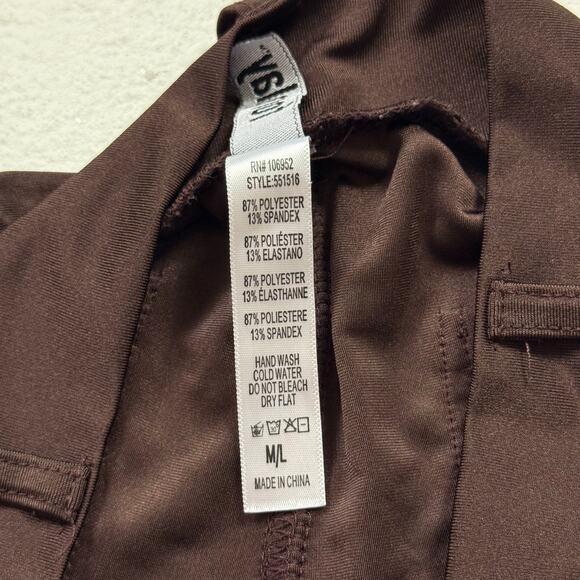 RN# 106952
STYLE:551516
87% POLYESTER
13% SPANDEX
87% POLIÉSTER
13% ELASTANO
87% POLYESTER
13% ÉLASTHANNE
87% POLIESTERE
13% SPANDEX
HAND WASH
COLD WATER
DO NOT BLEACH
DRY FLAT
M/L
MADE IN CHINA